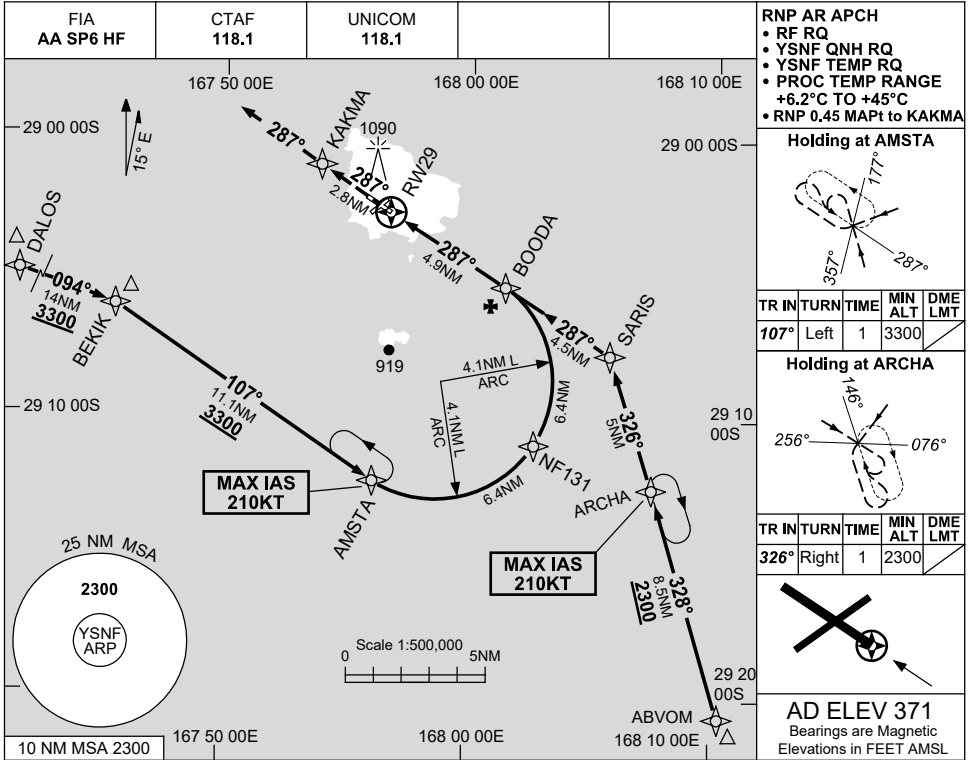 FIA
AA SP6 HF
CTAF
118.1
UNICOM
118.1
167 50 00E
168 00 00E
168 10 00E
29 00 00S
29 00 00S
15° E
287°
KAKMA
1090
287°
2.8NM
RW29
287°
4.9NM
BOODA
DALOS
094°
14NM
3300
BEKIK
287°
4.5NM
SARIS
919
4.1NM L
ARC
6.4NM
107°
11.1NM
3300
4.1NM L
ARC
29 10 00S
326°
5NM
29 10
00S
MAX IAS
210KT
AMSTA
6.4NM
NF131
ARCHA
MAX IAS
210KT
328°
8.5NM
2300
25 NM MSA
2300
YSNF
ARP
Scale 1:500,000
0
5NM
29 20
00S
ABVOM
10 NM MSA 2300
167 50 00E
168 00 00E
168 10 00E
RNP AR APCH
• RF RQ
• YSNF QNH RQ
• YSNF TEMP RQ
• PROC TEMP RANGE
+6.2°C TO +45°C
• RNP 0.45 MAPt to KAKMA
Holding at AMSTA
177°
357°
287°
TR IN TURN TIME MIN ALT DME LMT
107° Left 1 3300
Holding at ARCHA
146°
256°
076°
TR IN TURN TIME MIN ALT DME LMT
326° Right 1 2300
AD ELEV 371
Bearings are Magnetic
Elevations in FEET AMSL